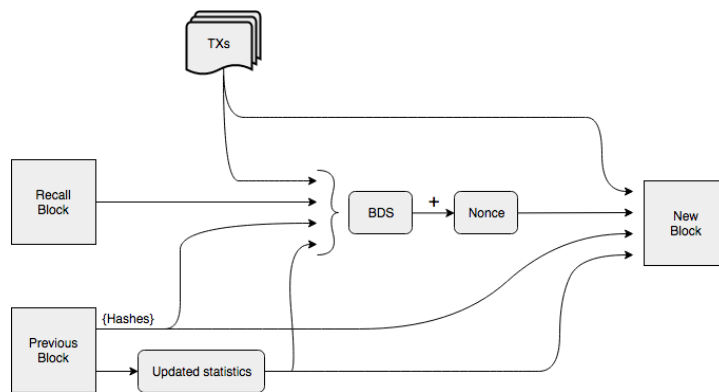 TXs
Recall
Block
BDS
+
Nonce
New
Block
{Hashes}
Previous
Block
Updated statistics